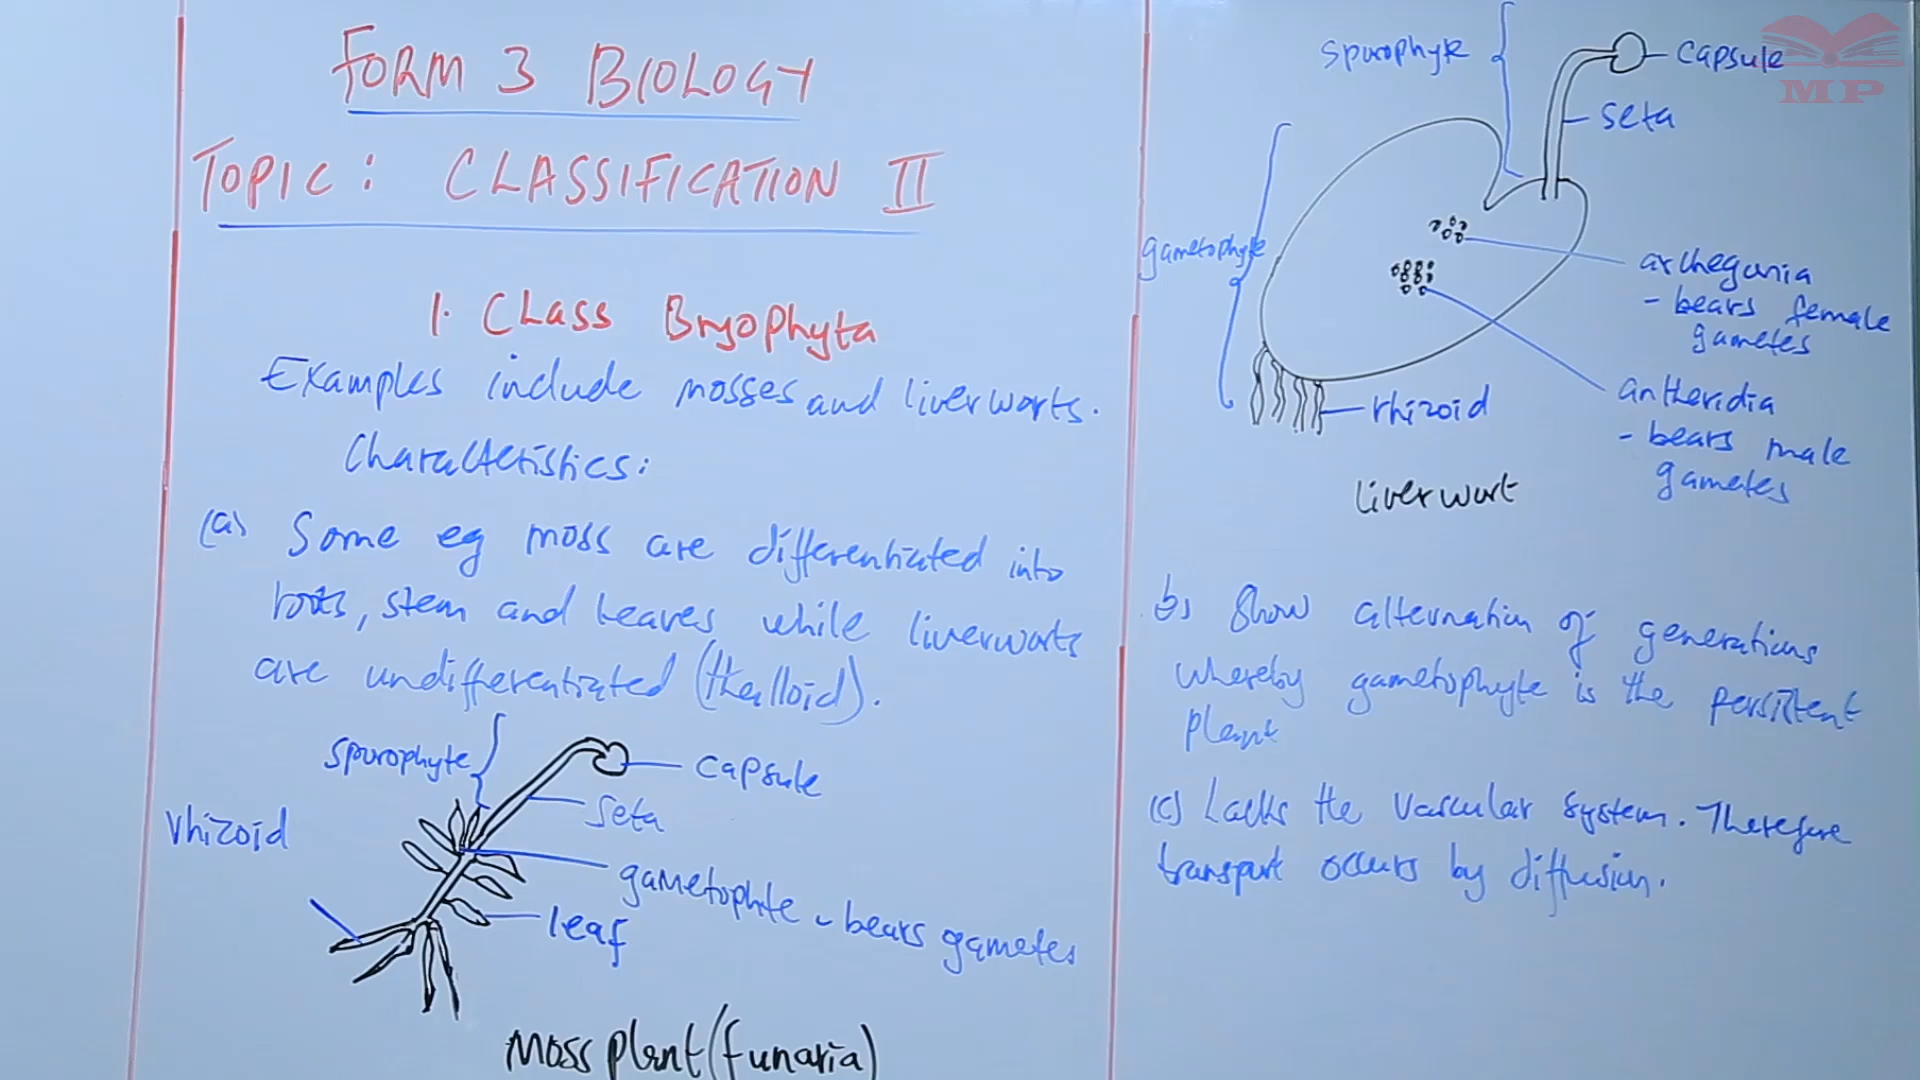 FORM 3 BIOLOGY
TOPIC: CLASSIFICATION II
1. CLass Bryophyta
Examples include mosses and liverworts.
Characteristics:
(a) Some eg moss are differentiated into
roots, stem and leaves while liverworts
are undifferentiated (thalloid).
sporophyte
capsule
seta
rhizoid
gametophite - bears gametes
leaf
Moss plant (funaria)
sporophyte
capsule
seta
gametophyte
archegonia
- bears female
gametes
antheridia
- bears male
gametes
rhizoid
liverwort
b) Show alternation of generations
whereby gametophyte is the persistent
plant
(c) Lacks the vascular system. Therefore
transport occurs by diffusion.
MP